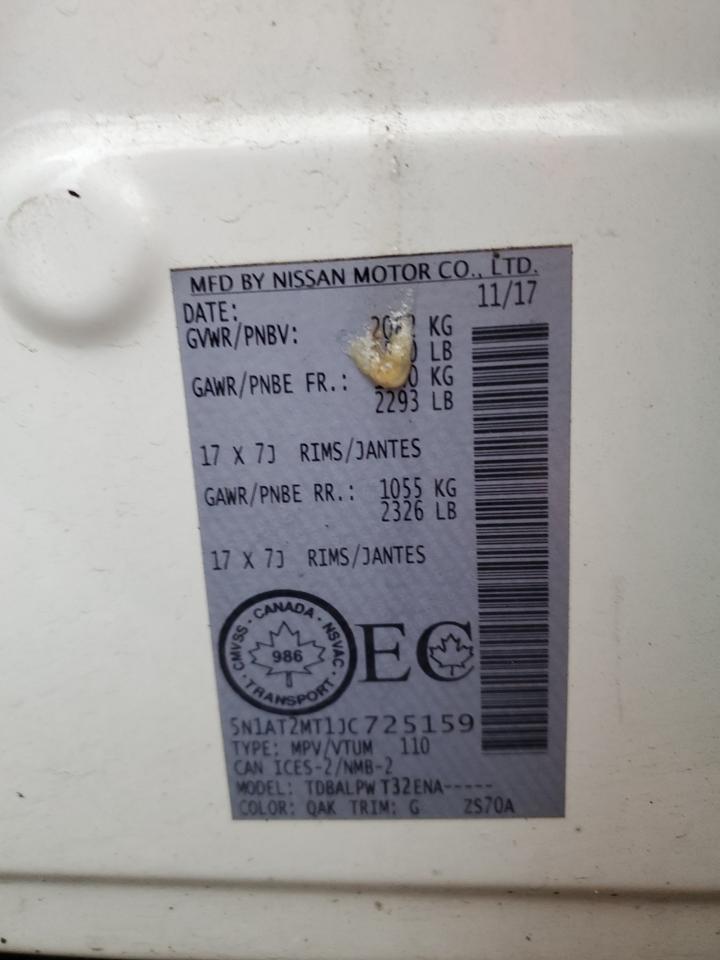 MFD BY NISSAN MOTOR CO., LTD.
DATE: 11/17
GVWR/PNBV: KG
LB
GAWR/PNBE FR.: KG
2293 LB
17 X 7J RIMS/JANTES
GAWR/PNBE RR.: 1055 KG
2326 LB
17 X 7J RIMS/JANTES
CMVSS · CANADA · NSVAC · TRANSPORT ·
986
EC
5N1AT2MT1JC725159
TYPE: MPV/VTUM 110
CAN ICES-2/NMB-2
MODEL: TDBALPW T32ENA-----
COLOR: QAK TRIM: G ZS70A